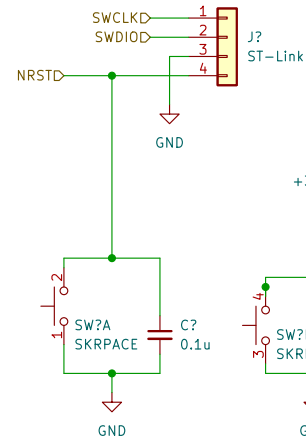 SWCLK
1
J?
SWDIO
2
3
ST-Link
NRST
4
GND
2
SW?A
1
SKRPACE
C?
0.1u
GND
4
3